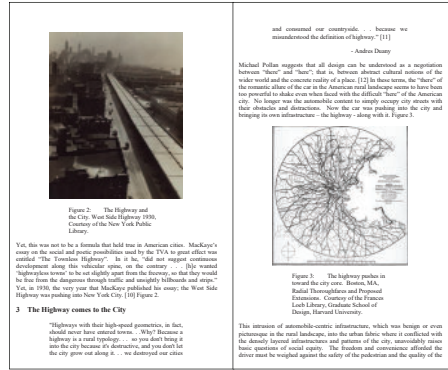 Figure 2: The Highway and
the City. West Side Highway 1930,
Courtesy of the New York Public
Library.
Yet, this was not to be a formula that held true in American cities. MacKaye's
essay on the social and poetic possibilities used by the TVA to great effect was
entitled "The Townless Highway". In it he, "did not suggest continuous
development along this vehicular spine, on the contrary . . . [h]e wanted
'highwayless towns' to be set slightly apart from the freeway, so that they would
be free from the dangerous through traffic and unsightly billboards and strips."
Yet, in 1930, the very year that MacKaye published his essay; the West Side
Highway was pushing into New York City. [10] Figure 2.
3 The Highway comes to the City
"Highways with their high-speed geometrics, in fact,
should never have entered towns. . .Why? Because a
highway is a rural typology. . . so you don't bring it
into the city because it's destructive, and you don't let
the city grow out along it. . . we destroyed our cities
and consumed our countryside. . . because we
misunderstood the definition of highway." [11]
- Andres Duany
Michael Pollan suggests that all design can be understood as a negotiation
between "there" and "here"; that is, between abstract cultural notions of the
wider world and the concrete reality of a place. [12] In these terms, the "there" of
the romantic allure of the car in the American rural landscape seems to have been
too powerful to shake even when faced with the difficult "here" of the American
city. No longer was the automobile content to simply occupy city streets with
their obstacles and distractions. Now the car was pushing into the city and
bringing its own infrastructure – the highway - along with it. Figure 3.
Figure 3: The highway pushes in
toward the city core. Boston, MA,
Radial Thoroughfares and Proposed
Extensions. Courtesy of the Frances
Loeb Library, Graduate School of
Design, Harvard University.
This intrusion of automobile-centric infrastructure, which was benign or even
picturesque in the rural landscape, into the urban fabric where it conflicted with
the densely layered infrastructures and patterns of the city, unavoidably raises
basic questions of social equity. The freedom and convenience afforded the
driver must be weighed against the safety of the pedestrian and the quality of the